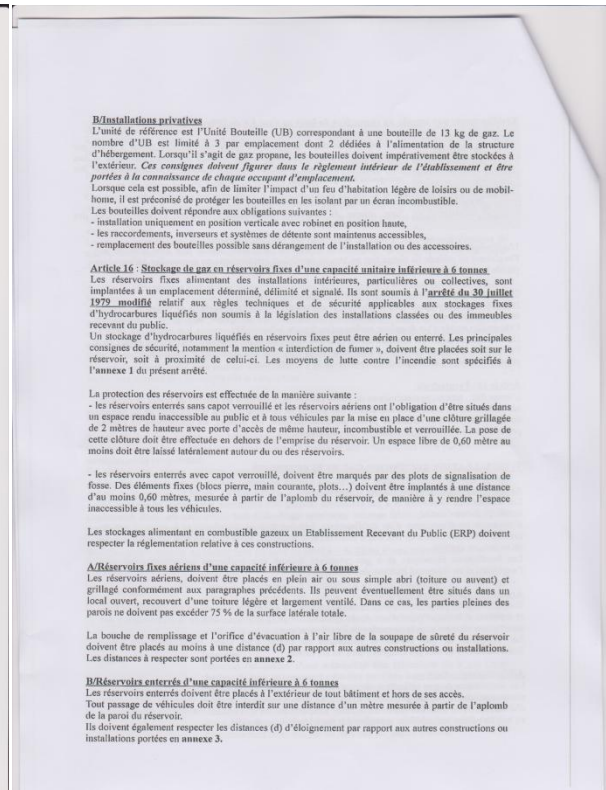 B/Installations privatives
L'unité de référence est l'Unité Bouteille (UB) correspondant à une bouteille de 13 kg de gaz. Le
nombre d'UB est limité à 3 par emplacement dont 2 dédiées à l'alimentation de la structure
d'hébergement. Lorsqu'il s'agit de gaz propane, les bouteilles doivent impérativement être stockées à
l'extérieur. Ces consignes doivent figurer dans le règlement intérieur de l'établissement et être
portées à la connaissance de chaque occupant d'emplacement.
Lorsque cela est possible, afin de limiter l'impact d'un feu d'habitation légère de loisirs ou de mobil-
home, il est préconisé de protéger les bouteilles en les isolant par un écran incombustible.
Les bouteilles doivent répondre aux obligations suivantes :
- installation uniquement en position verticale avec robinet en position haute,
- les raccordements, inverseurs et systèmes de détente sont maintenus accessibles,
- remplacement des bouteilles possible sans dérangement de l'installation ou des accessoires.
Article 16 : Stockage de gaz en réservoirs fixes d'une capacité unitaire inférieure à 6 tonnes
Les réservoirs fixes alimentant des installations intérieures, particulières ou collectives, sont
implantées à un emplacement déterminé, délimité et signalé. Ils sont soumis à l'arrêté du 30 juillet
1979 modifié relatif aux règles techniques et de sécurité applicables aux stockages fixes
d'hydrocarbures liquéfiés non soumis à la législation des installations classées ou des immeubles
recevant du public.
Un stockage d'hydrocarbures liquéfiés en réservoirs fixes peut être aérien ou enterré. Les principales
consignes de sécurité, notamment la mention « interdiction de fumer », doivent être placées soit sur le
réservoir, soit à proximité de celui-ci. Les moyens de lutte contre l'incendie sont spécifiés à
l'annexe 1 du présent arrêté.
La protection des réservoirs est effectuée de la manière suivante :
- les réservoirs enterrés sans capot verrouillé et les réservoirs aériens ont l'obligation d'être situés dans
un espace rendu inaccessible au public et à tous véhicules par la mise en place d'une clôture grillagée
de 2 mètres de hauteur avec porte d'accès de même hauteur, incombustible et verrouillée. La pose de
cette clôture doit être effectuée en dehors de l'emprise du réservoir. Un espace libre de 0,60 mètre au
moins doit être laissé latéralement autour du ou des réservoirs.
- les réservoirs enterrés avec capot verrouillé, doivent être marqués par des plots de signalisation de
fosse. Des éléments fixes (blocs pierre, main courante, plots...) doivent être implantés à une distance
d'au moins 0,60 mètres, mesurée à partir de l'aplomb du réservoir, de manière à y rendre l'espace
inaccessible à tous les véhicules.
Les stockages alimentant en combustible gazeux un Etablissement Recevant du Public (ERP) doivent
respecter la réglementation relative à ces constructions.
A/Réservoirs fixes aériens d'une capacité inférieure à 6 tonnes
Les réservoirs aériens, doivent être placés en plein air ou sous simple abri (toiture ou auvent) et
grillagé conformément aux paragraphes précédents. Ils peuvent éventuellement être situés dans un
local ouvert, recouvert d'une toiture légère et largement ventilé. Dans ce cas, les parties pleines des
parois ne doivent pas excéder 75 % de la surface latérale totale.
La bouche de remplissage et l'orifice d'évacuation à l'air libre de la soupape de sûreté du réservoir
doivent être placés au moins à une distance (d) par rapport aux autres constructions ou installations.
Les distances à respecter sont portées en annexe 2.
B/Réservoirs enterrés d'une capacité inférieure à 6 tonnes
Les réservoirs enterrés doivent être placés à l'extérieur de tout bâtiment et hors de ses accès.
Tout passage de véhicules doit être interdit sur une distance d'un mètre mesurée à partir de l'aplomb
de la paroi du réservoir.
Ils doivent également respecter les distances (d) d'éloignement par rapport aux autres constructions ou
installations portées en annexe 3.